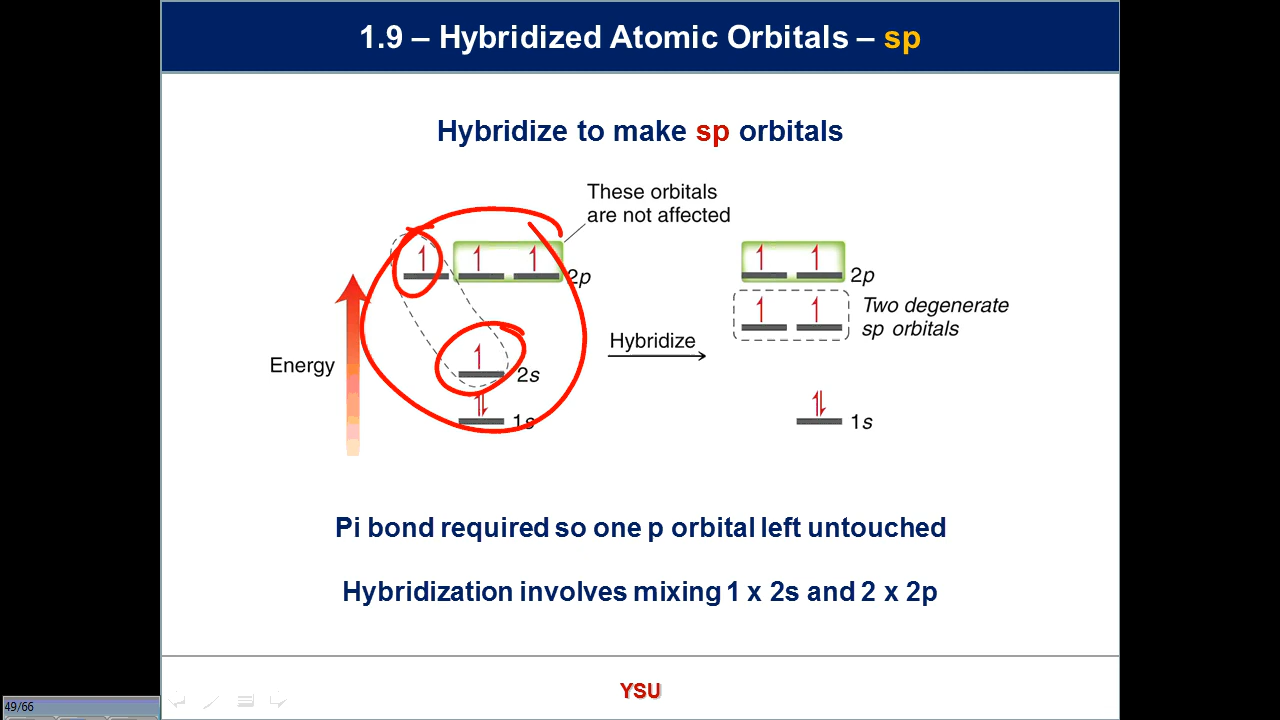 1.9 – Hybridized Atomic Orbitals – sp
Hybridize to make sp orbitals
These orbitals
are not affected
2p
2p
Two degenerate
sp orbitals
Hybridize
Energy
2s
1s
1s
Pi bond required so one p orbital left untouched
Hybridization involves mixing 1 x 2s and 2 x 2p
YSU
49/66